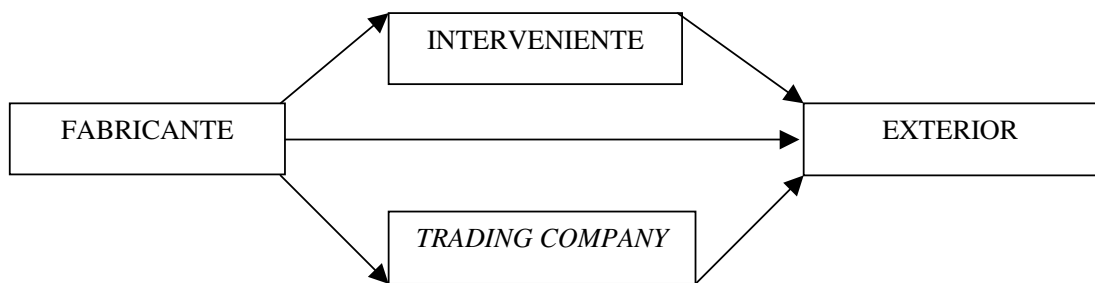 INTERVENIENTE
FABRICANTE
EXTERIOR
TRADING COMPANY